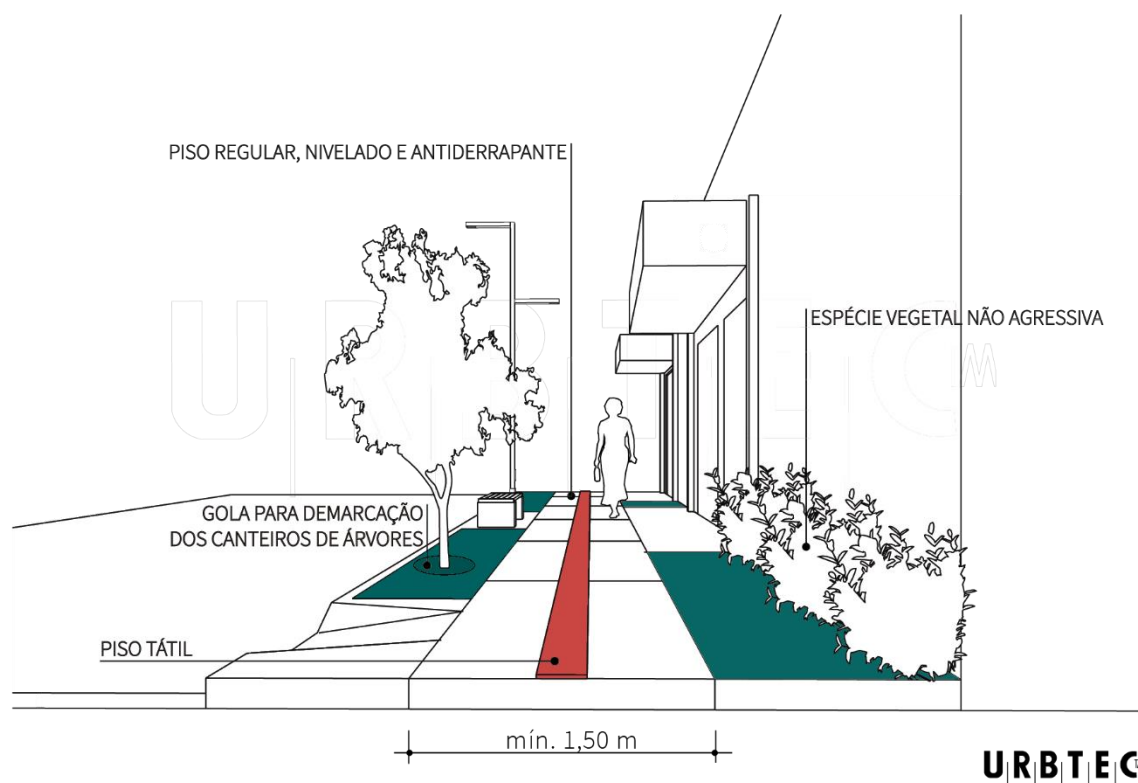 PISO REGULAR, NIVELADO E ANTIDERRAPANTE
ESPÉCIE VEGETAL NÃO AGRESSIVA
URBTEC
GOLA PARA DEMARCAÇÃO
DOS CANTEIROS DE ÁRVORES
PISO TÁTIL
mín. 1,50 m
URBTEC